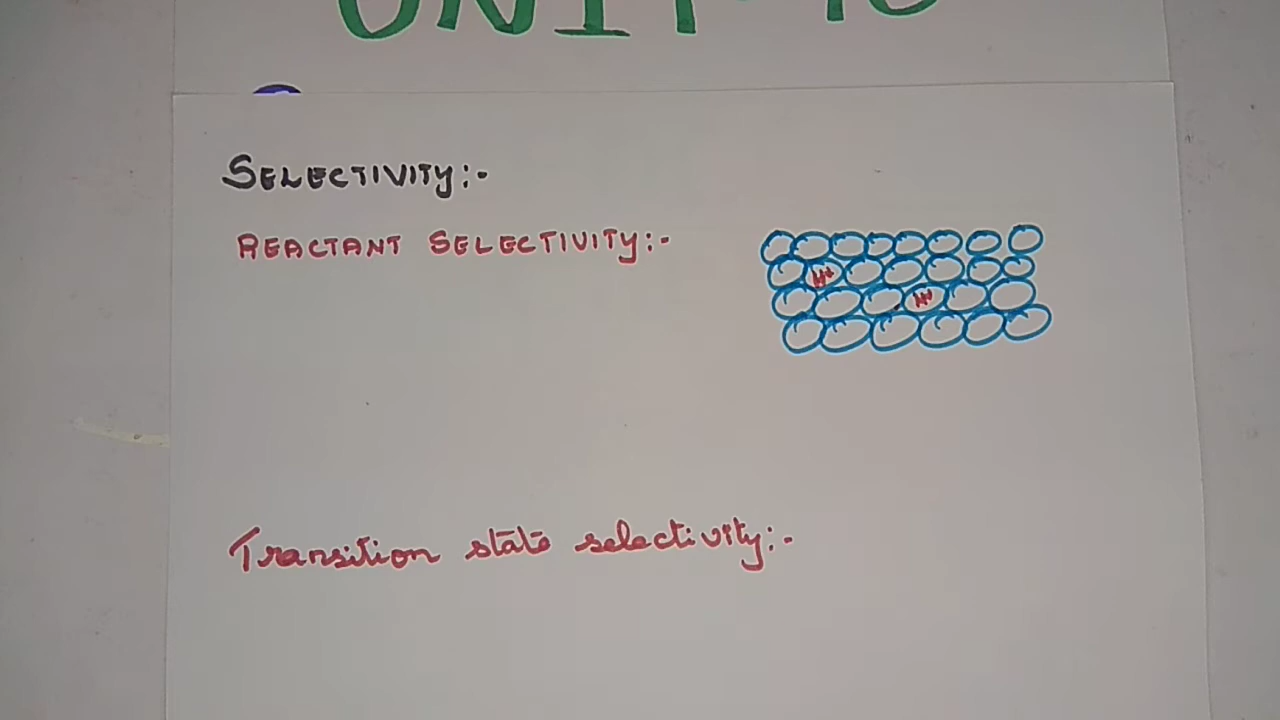 SELECTIVITY:-
REACTANT SELECTIVITY:-
H+
H+
Transition state selectivity:-